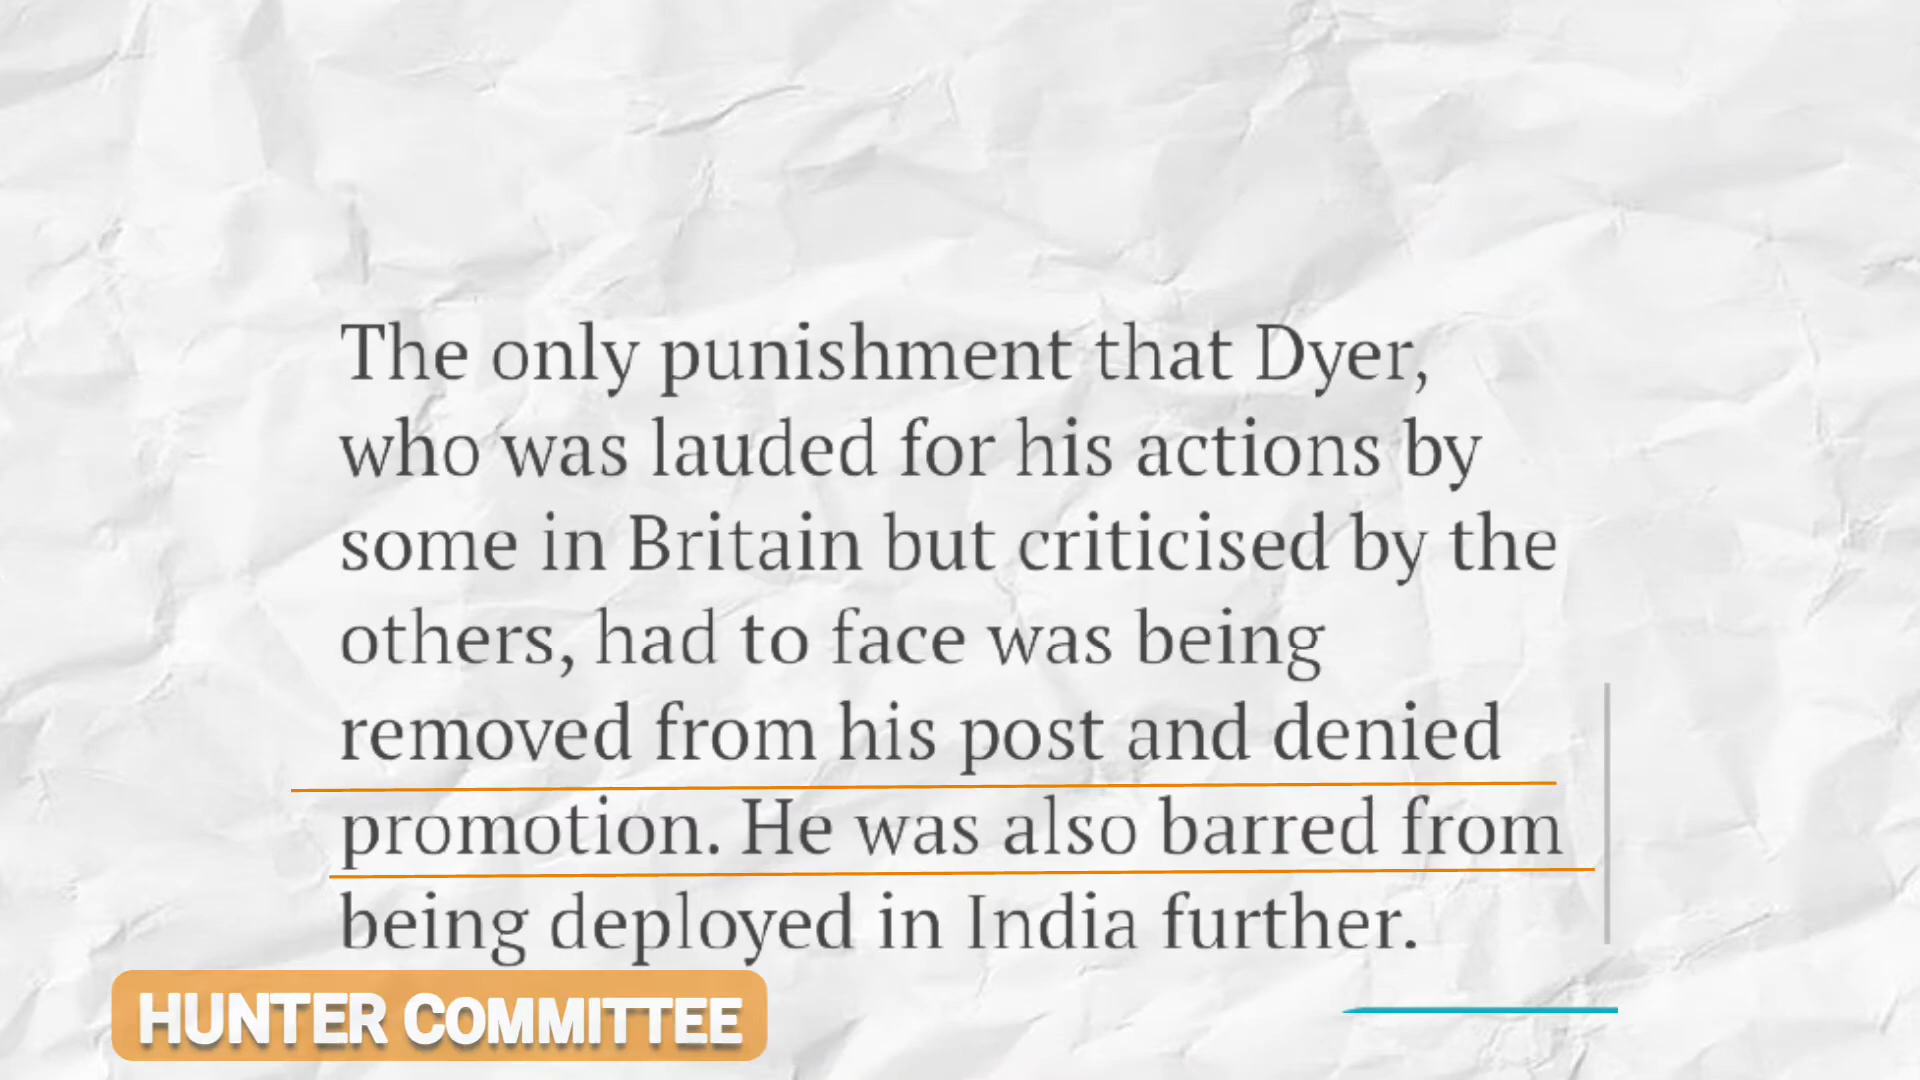 The only punishment that Dyer,
who was lauded for his actions by
some in Britain but criticised by the
others, had to face was being
removed from his post and denied
promotion. He was also barred from
being deployed in India further.
HUNTER COMMITTEE